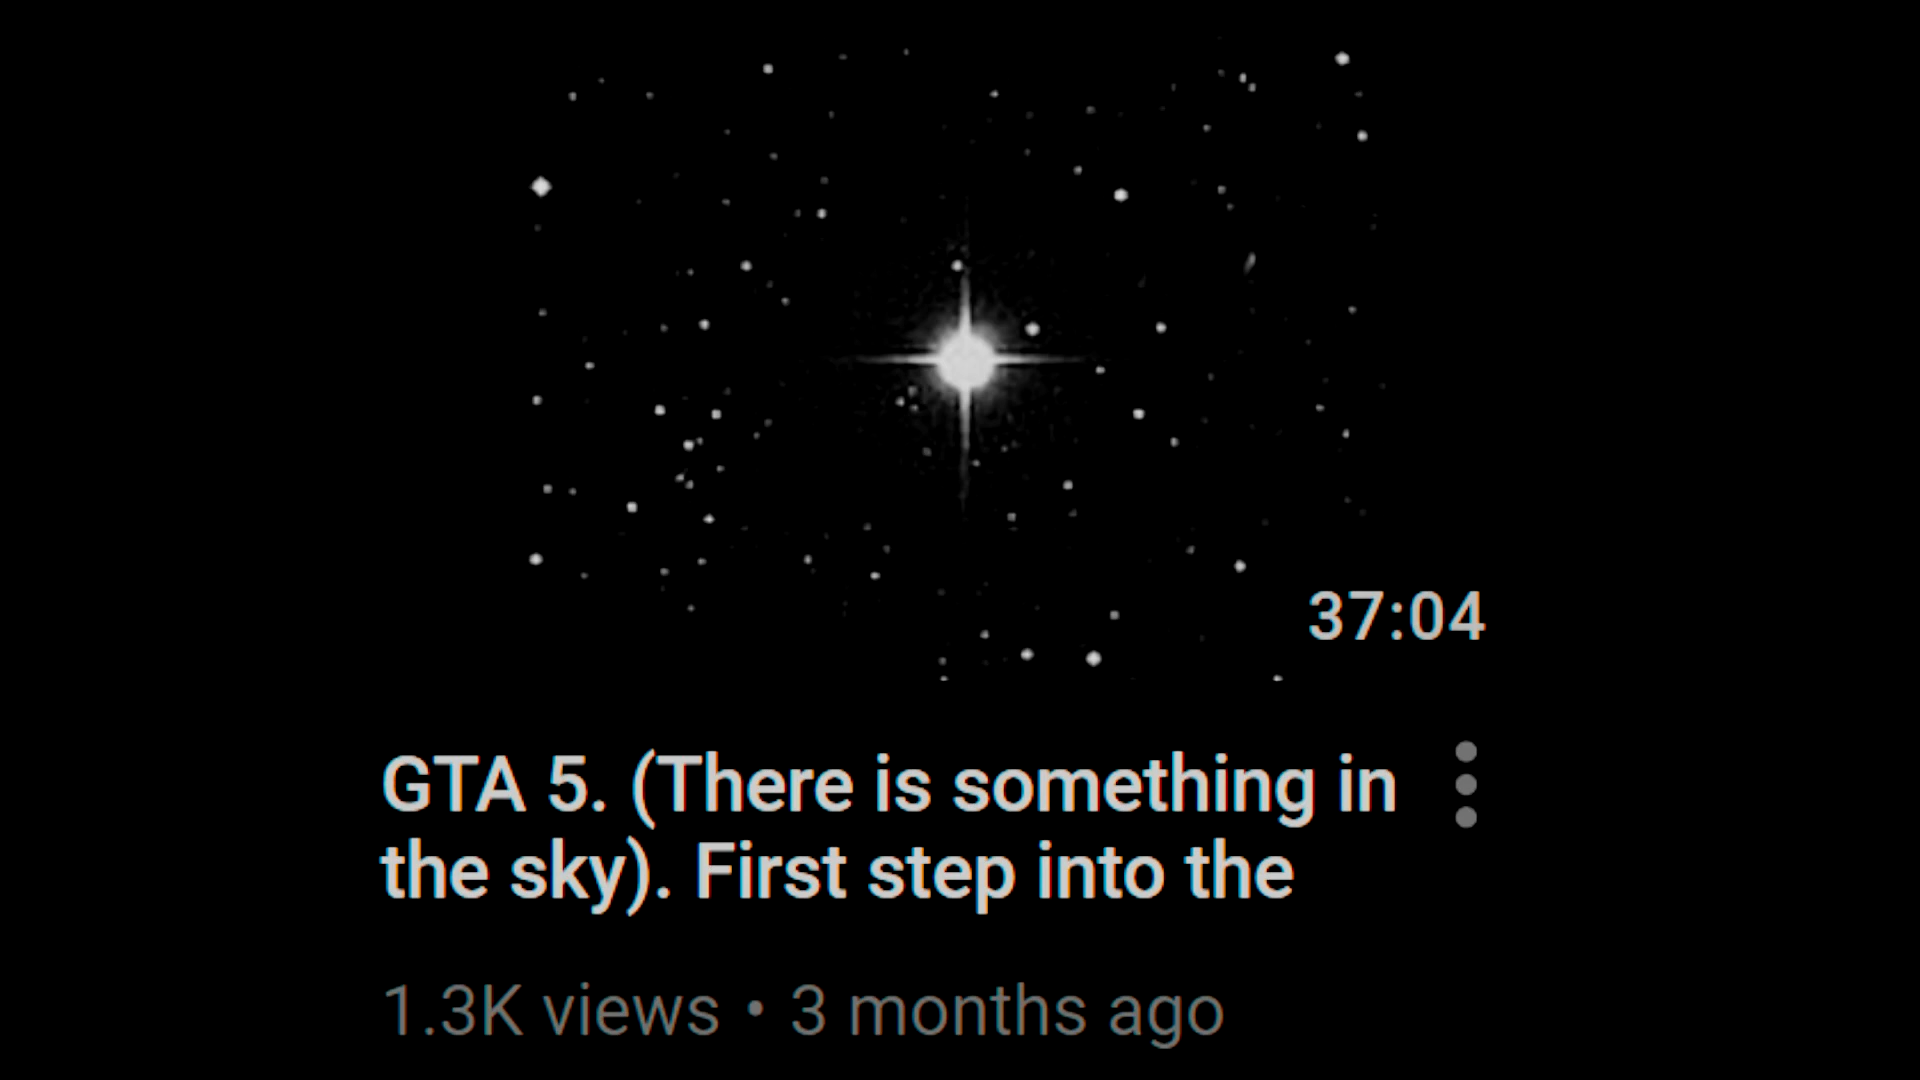 37:04
GTA 5. (There is something in
the sky). First step into the
1.3K views • 3 months ago